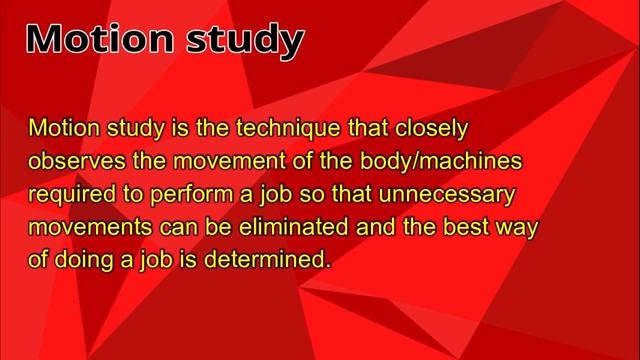 Motion study
Motion study is the technique that closely
observes the movement of the body/machines
required to perform a job so that unnecessary
movements can be eliminated and the best way
of doing a job is determined.